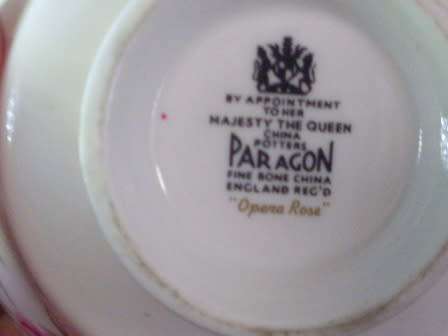 BY APPOINTMENT
TO HER
MAJESTY THE QUEEN
CHINA
POTTERS
PARAGON
FINE BONE CHINA
ENGLAND REG'D
"Opera Rose"